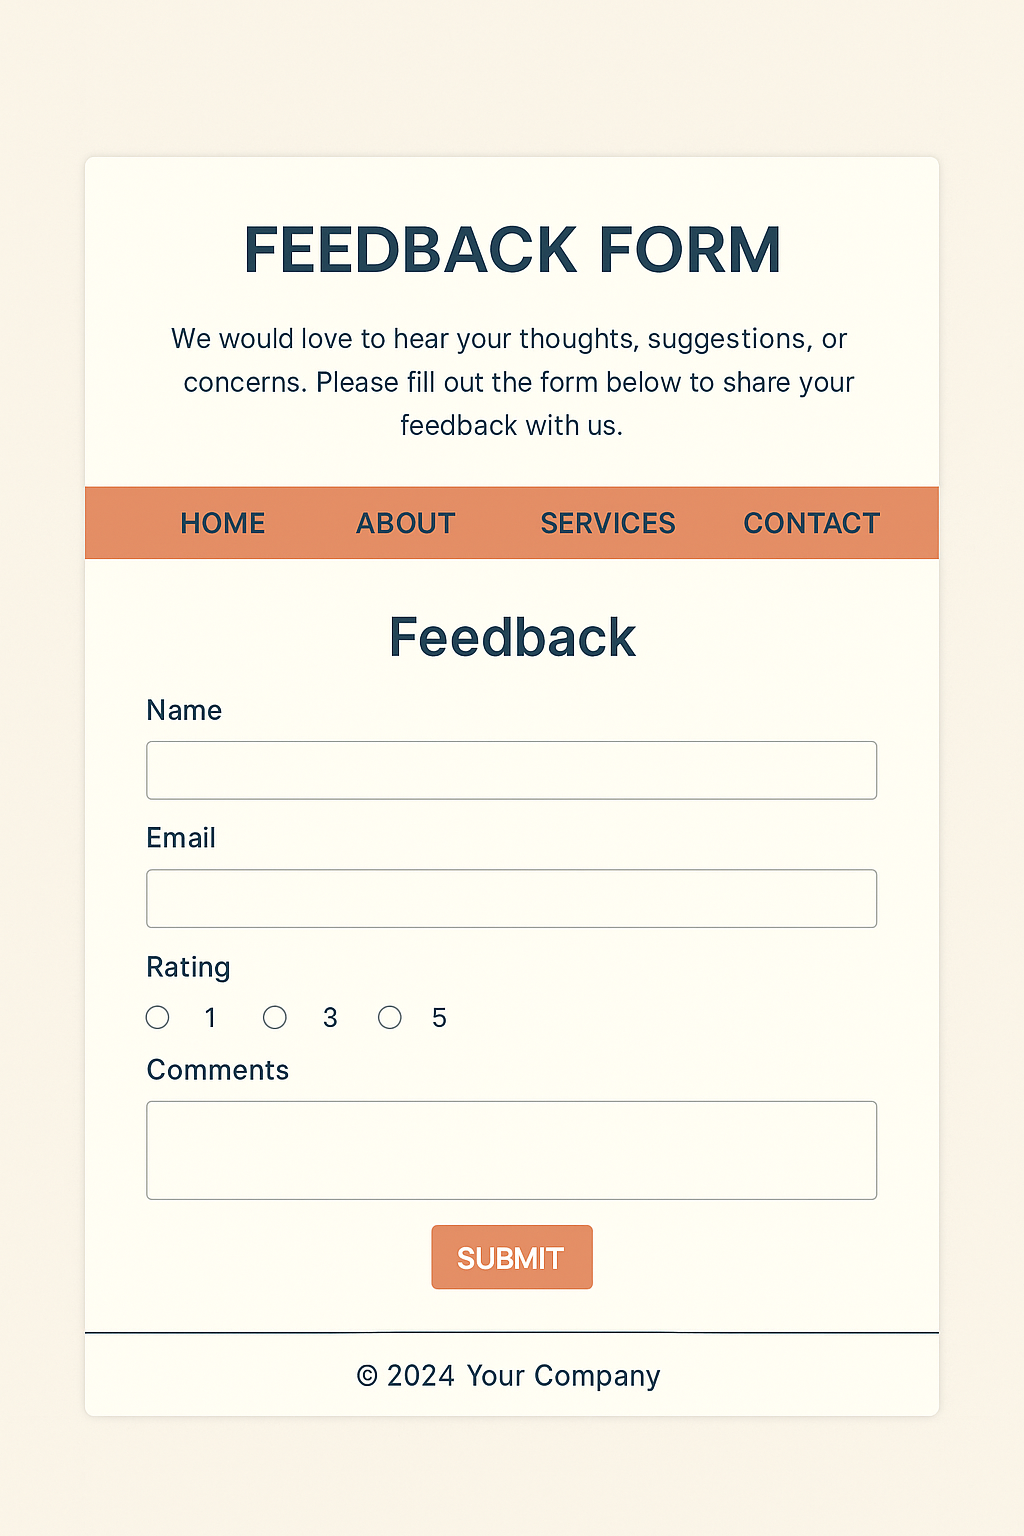 FEEDBACK FORM
We would love to hear your thoughts, suggestions, or
concerns. Please fill out the form below to share your
feedback with us.
HOME ABOUT SERVICES CONTACT
Feedback
Name
Email
Rating
1 3 5
Comments
SUBMIT
© 2024 Your Company